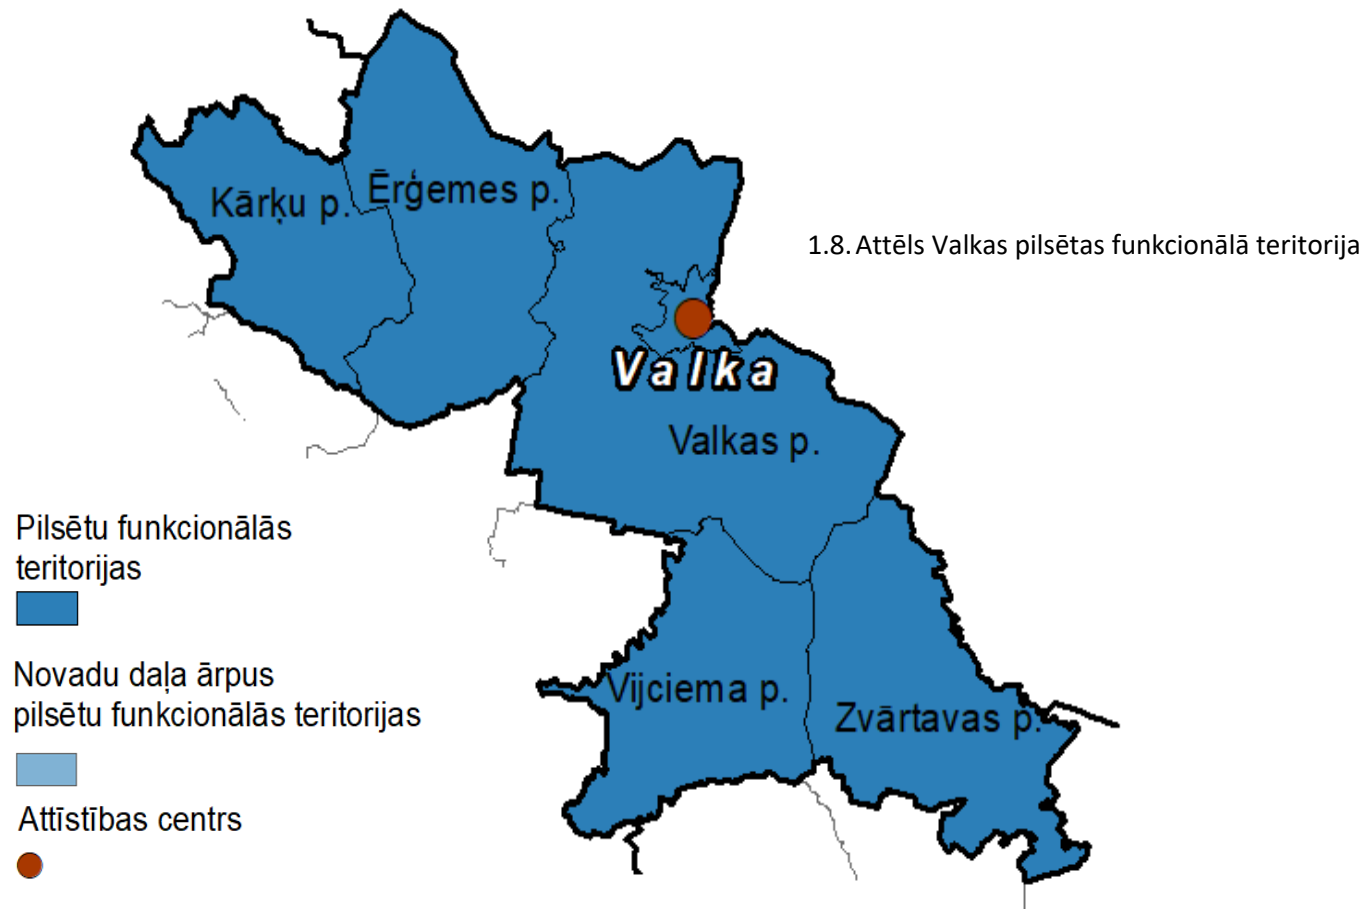 Kārķu p.
Ērģemes p.
1.8. Attēls Valkas pilsētas funkcionālā teritorija
Valka
Valkas p.
Pilsētu funkcionālās
teritorijas
Novadu daļa ārpus
pilsētu funkcionālās teritorijas
Vijciema p.
Zvārtavas p.
Attīstības centrs